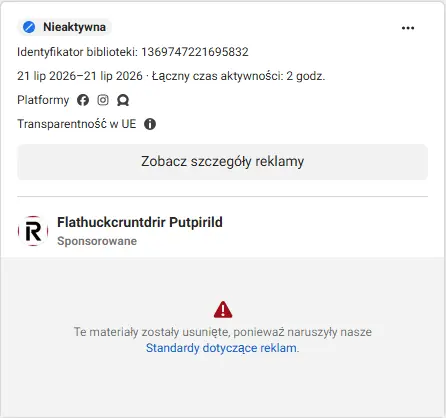 Nieaktywna
Identyfikator biblioteki: 1369747221695832
21 lip 2026–21 lip 2026 · Łączny czas aktywności: 2 godz.
Platformy
Transparentność w UE
Zobacz szczegóły reklamy
R
Flathuckcruntdrir Putpirild
Sponsorowane
Te materiały zostały usunięte, ponieważ naruszyły nasze
Standardy dotyczące reklam.